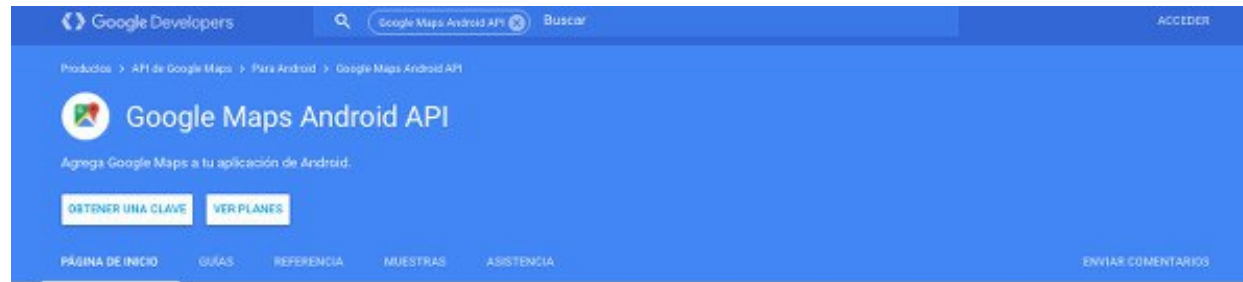 Google Developers Google Maps Android API Buscar ACCEDER
Productos > API de Google Maps > Para Android > Google Maps Android API
Google Maps Android API
Agrega Google Maps a tu aplicación de Android.
OBTENER UNA CLAVE VER PLANES
PÁGINA DE INICIO GUÍAS REFERENCIA MUESTRAS ASISTENCIA ENVIAR COMENTARIOS